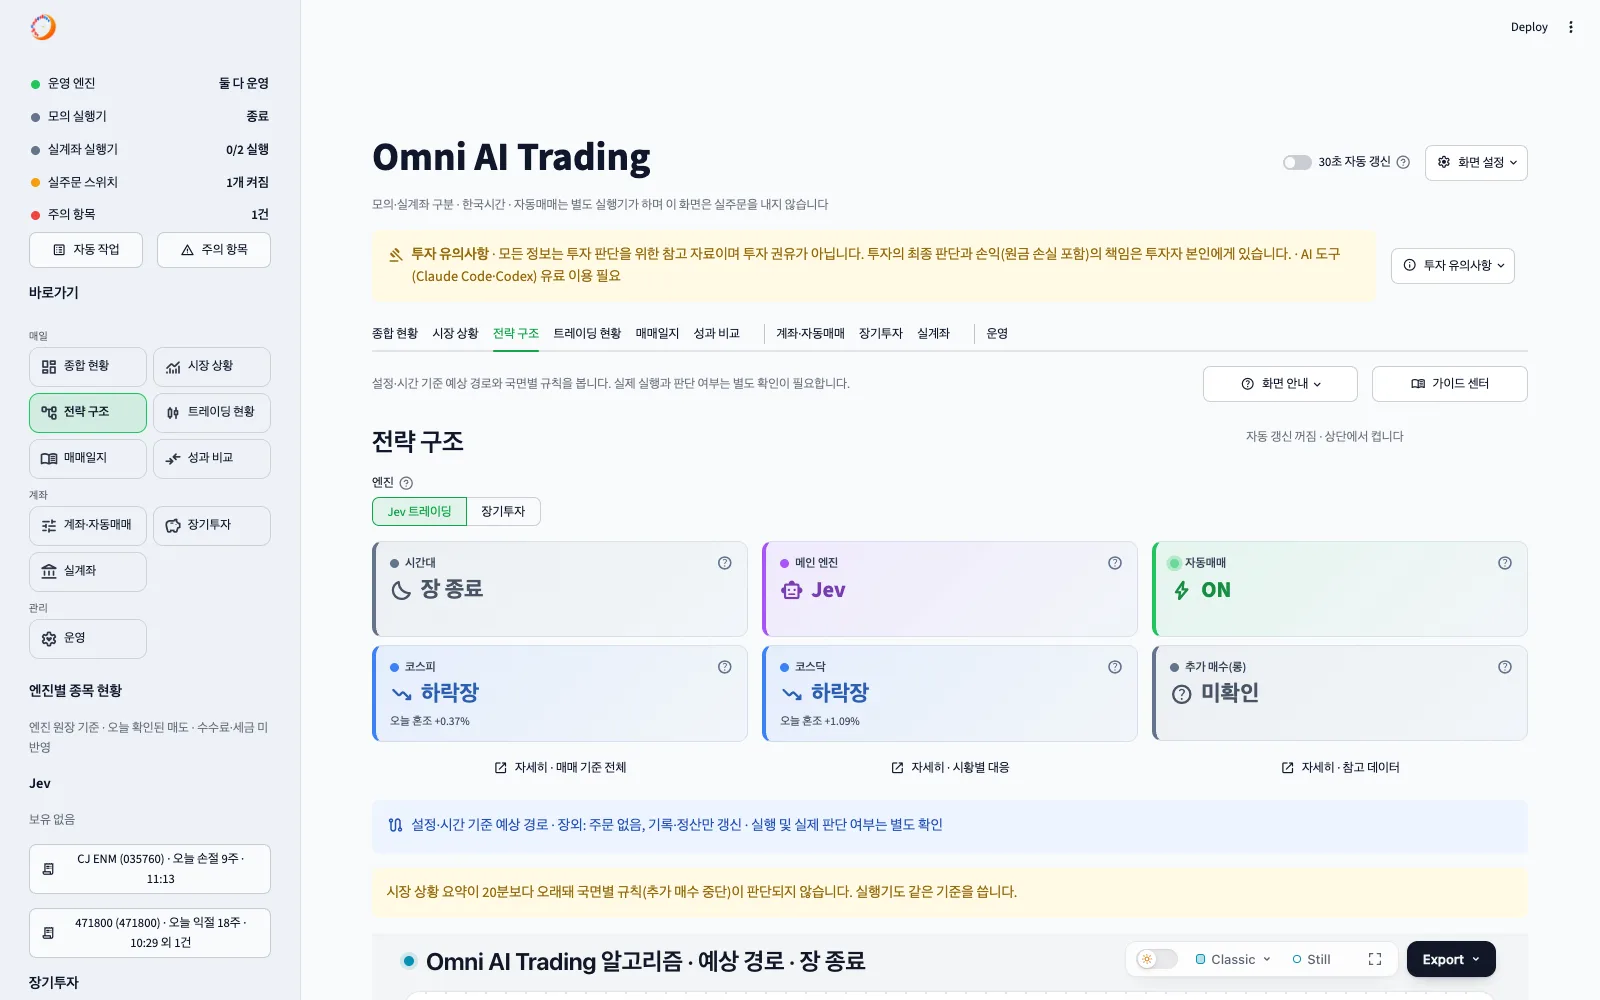 Deploy
운영 엔진 둘 다 운영
모의 실행기 종료
실계좌 실행기 0/2 실행
실주문 스위치 1개 켜짐
주의 항목 1건
자동 작업 주의 항목
바로가기
매일
종합 현황 시장 상황
전략 구조 트레이딩 현황
매매일지 성과 비교
계좌
계좌·자동매매 장기투자
실계좌
관리
운영
엔진별 종목 현황
엔진 원장 기준 · 오늘 확인된 매도 · 수수료·세금 미
반영
Jev
보유 없음
CJ ENM (035760) · 오늘 손절 9주 ·
11:13
471800 (471800) · 오늘 익절 18주 ·
10:29 외 1건
장기투자
Omni AI Trading
30초 자동 갱신 화면 설정
모의·실계좌 구분 · 한국시간 · 자동매매는 별도 실행기가 하며 이 화면은 실주문을 내지 않습니다
투자 유의사항 · 모든 정보는 투자 판단을 위한 참고 자료이며 투자 권유가 아닙니다. 투자의 최종 판단과 손익(원금 손실 포함)의 책임은 투자자 본인에게 있습니다. · AI 도구
(Claude Code·Codex) 유료 이용 필요
투자 유의사항
종합 현황 시장 상황 전략 구조 트레이딩 현황 매매일지 성과 비교 계좌·자동매매 장기투자 실계좌 운영
설정·시간 기준 예상 경로와 국면별 규칙을 봅니다. 실제 실행과 판단 여부는 별도 확인이 필요합니다.
화면 안내 가이드 센터
전략 구조
자동 갱신 꺼짐 · 상단에서 켭니다
엔진
Jev 트레이딩 장기투자
시간대
장 종료
메인 엔진
Jev
자동매매
ON
코스피
하락장
오늘 혼조 +0.37%
코스닥
하락장
오늘 혼조 +1.09%
추가 매수(롱)
미확인
자세히 · 매매 기준 전체
자세히 · 시황별 대응
자세히 · 참고 데이터
설정·시간 기준 예상 경로 · 장외: 주문 없음, 기록·정산만 갱신 · 실행 및 실제 판단 여부는 별도 확인
시장 상황 요약이 20분보다 오래돼 국면별 규칙(추가 매수 중단)이 판단되지 않습니다. 실행기도 같은 기준을 씁니다.
Omni AI Trading 알고리즘 · 예상 경로 · 장 종료
Classic Still Export